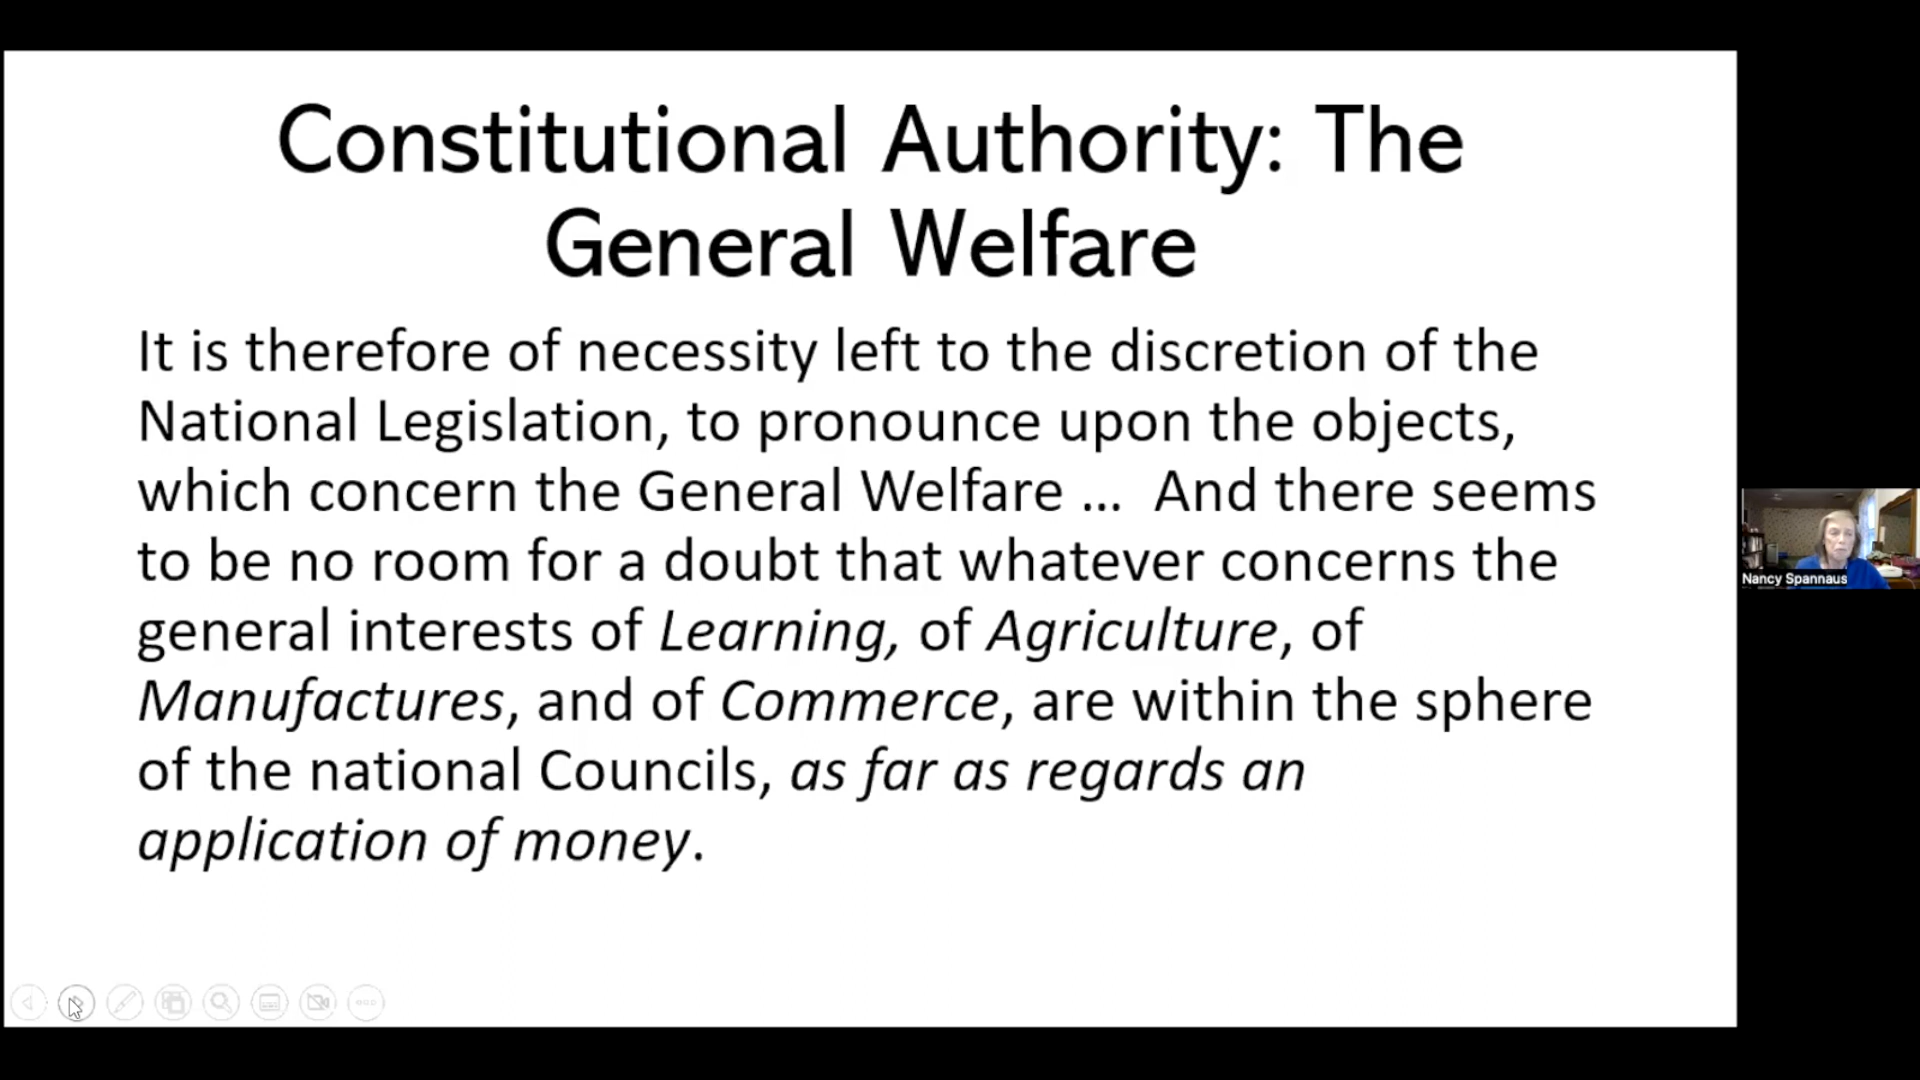 Constitutional Authority: The
General Welfare
It is therefore of necessity left to the discretion of the
National Legislation, to pronounce upon the objects,
which concern the General Welfare ... And there seems
to be no room for a doubt that whatever concerns the
general interests of Learning, of Agriculture, of
Manufactures, and of Commerce, are within the sphere
of the national Councils, as far as regards an
application of money.
Nancy Spannaus